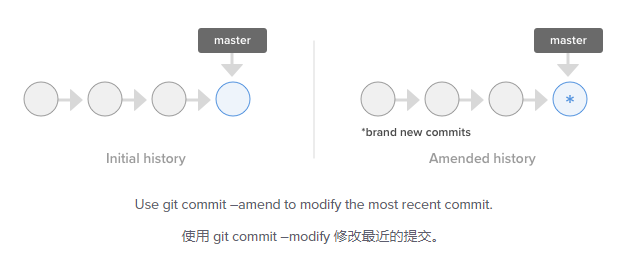 master
master
*
*brand new commits
Initial history
Amended history
Use git commit –amend to modify the most recent commit.
使用 git commit –modify 修改最近的提交。